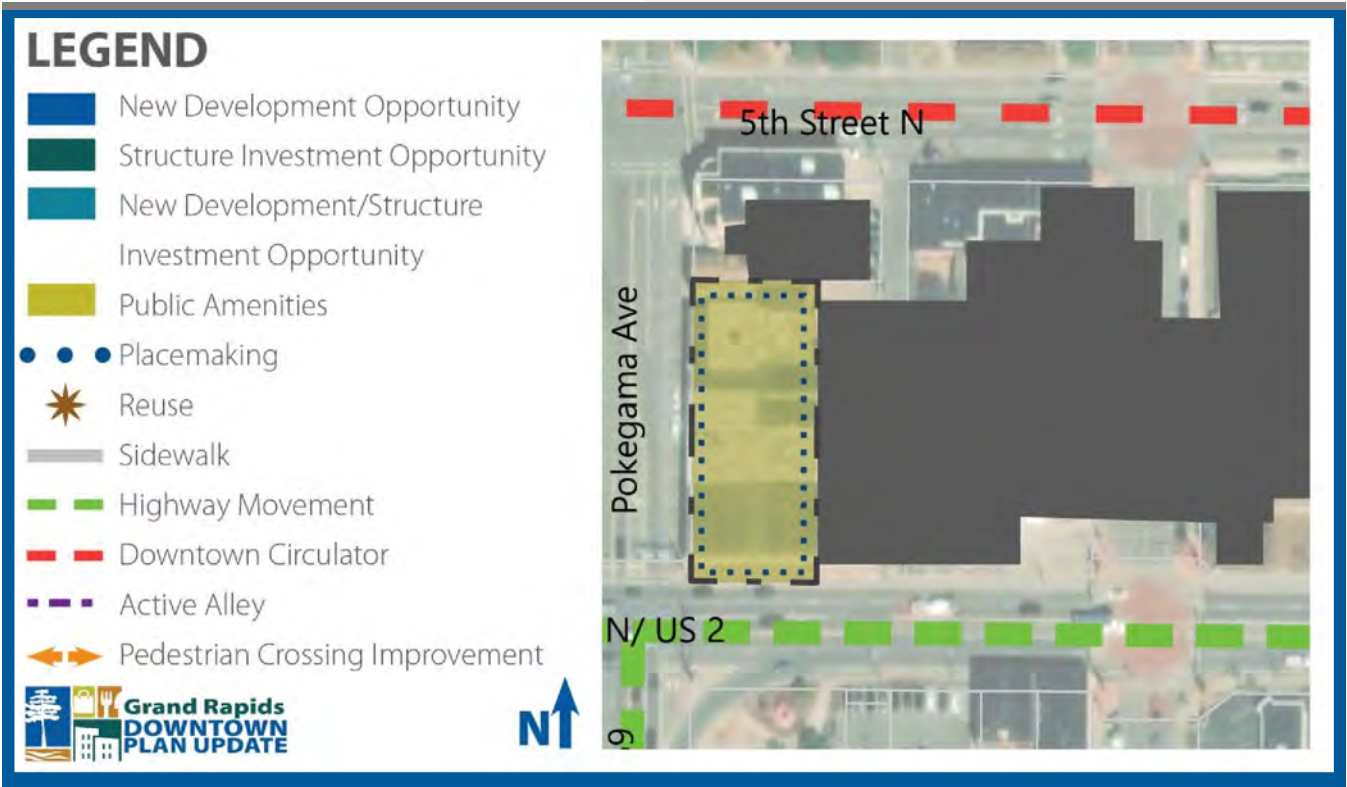 LEGEND
New Development Opportunity
Structure Investment Opportunity
New Development/Structure
Investment Opportunity
Public Amenities
Placemaking
Reuse
Sidewalk
Highway Movement
Downtown Circulator
Active Alley
Pedestrian Crossing Improvement
Grand Rapids
DOWNTOWN
PLAN UPDATE
N
5th Street N
Pokegama Ave
N/ US 2